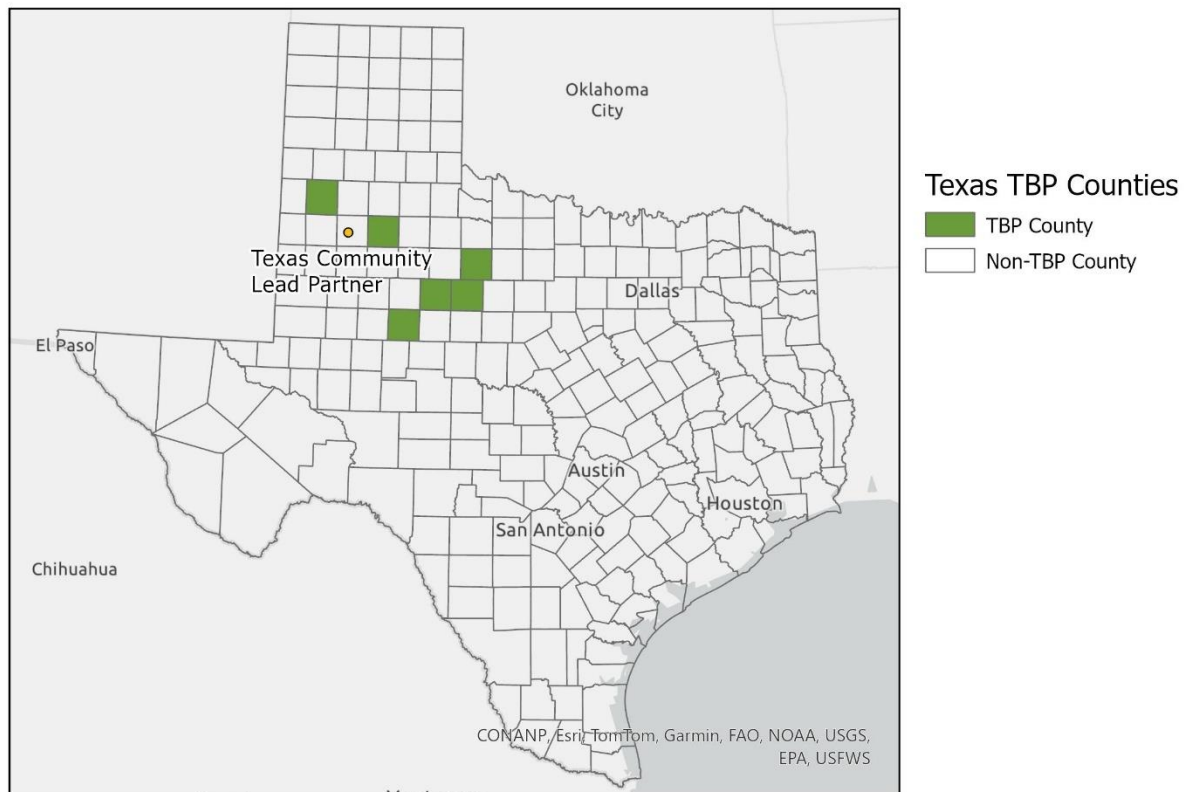 Oklahoma
City
Texas Community
Lead Partner
Dallas
El Paso
Austin
Houston
San Antonio
Chihuahua
CONANP, Esri, TomTom, Garmin, FAO, NOAA, USGS,
EPA, USFWS
Texas TBP Counties
TBP County
Non-TBP County